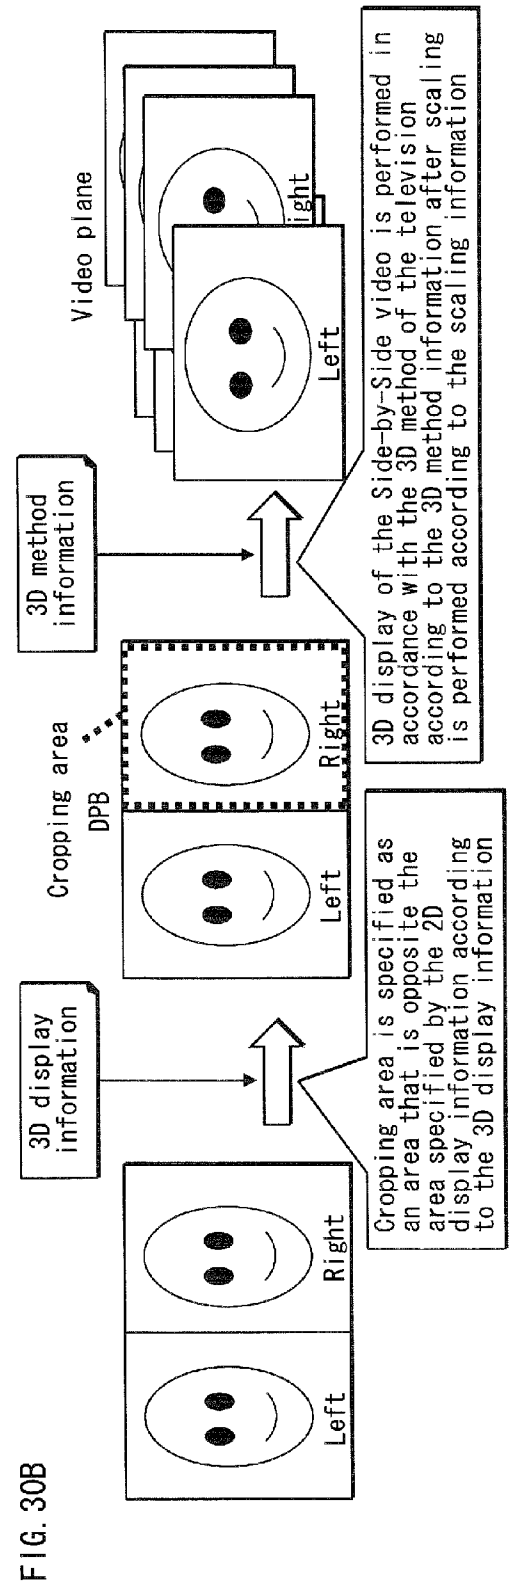 FIG. 30B
3D display
information
3D method
information
Cropping area
DPB
Video plane
Left
Right
Left
Right
ight
Left
Cropping area is specified as
an area that is opposite the
area specified by the 2D
display information according
to the 3D display information
3D display of the Side-by-Side video is performed in
accordance with the 3D method of the television
according to the 3D method information after scaling
is performed according to the scaling information